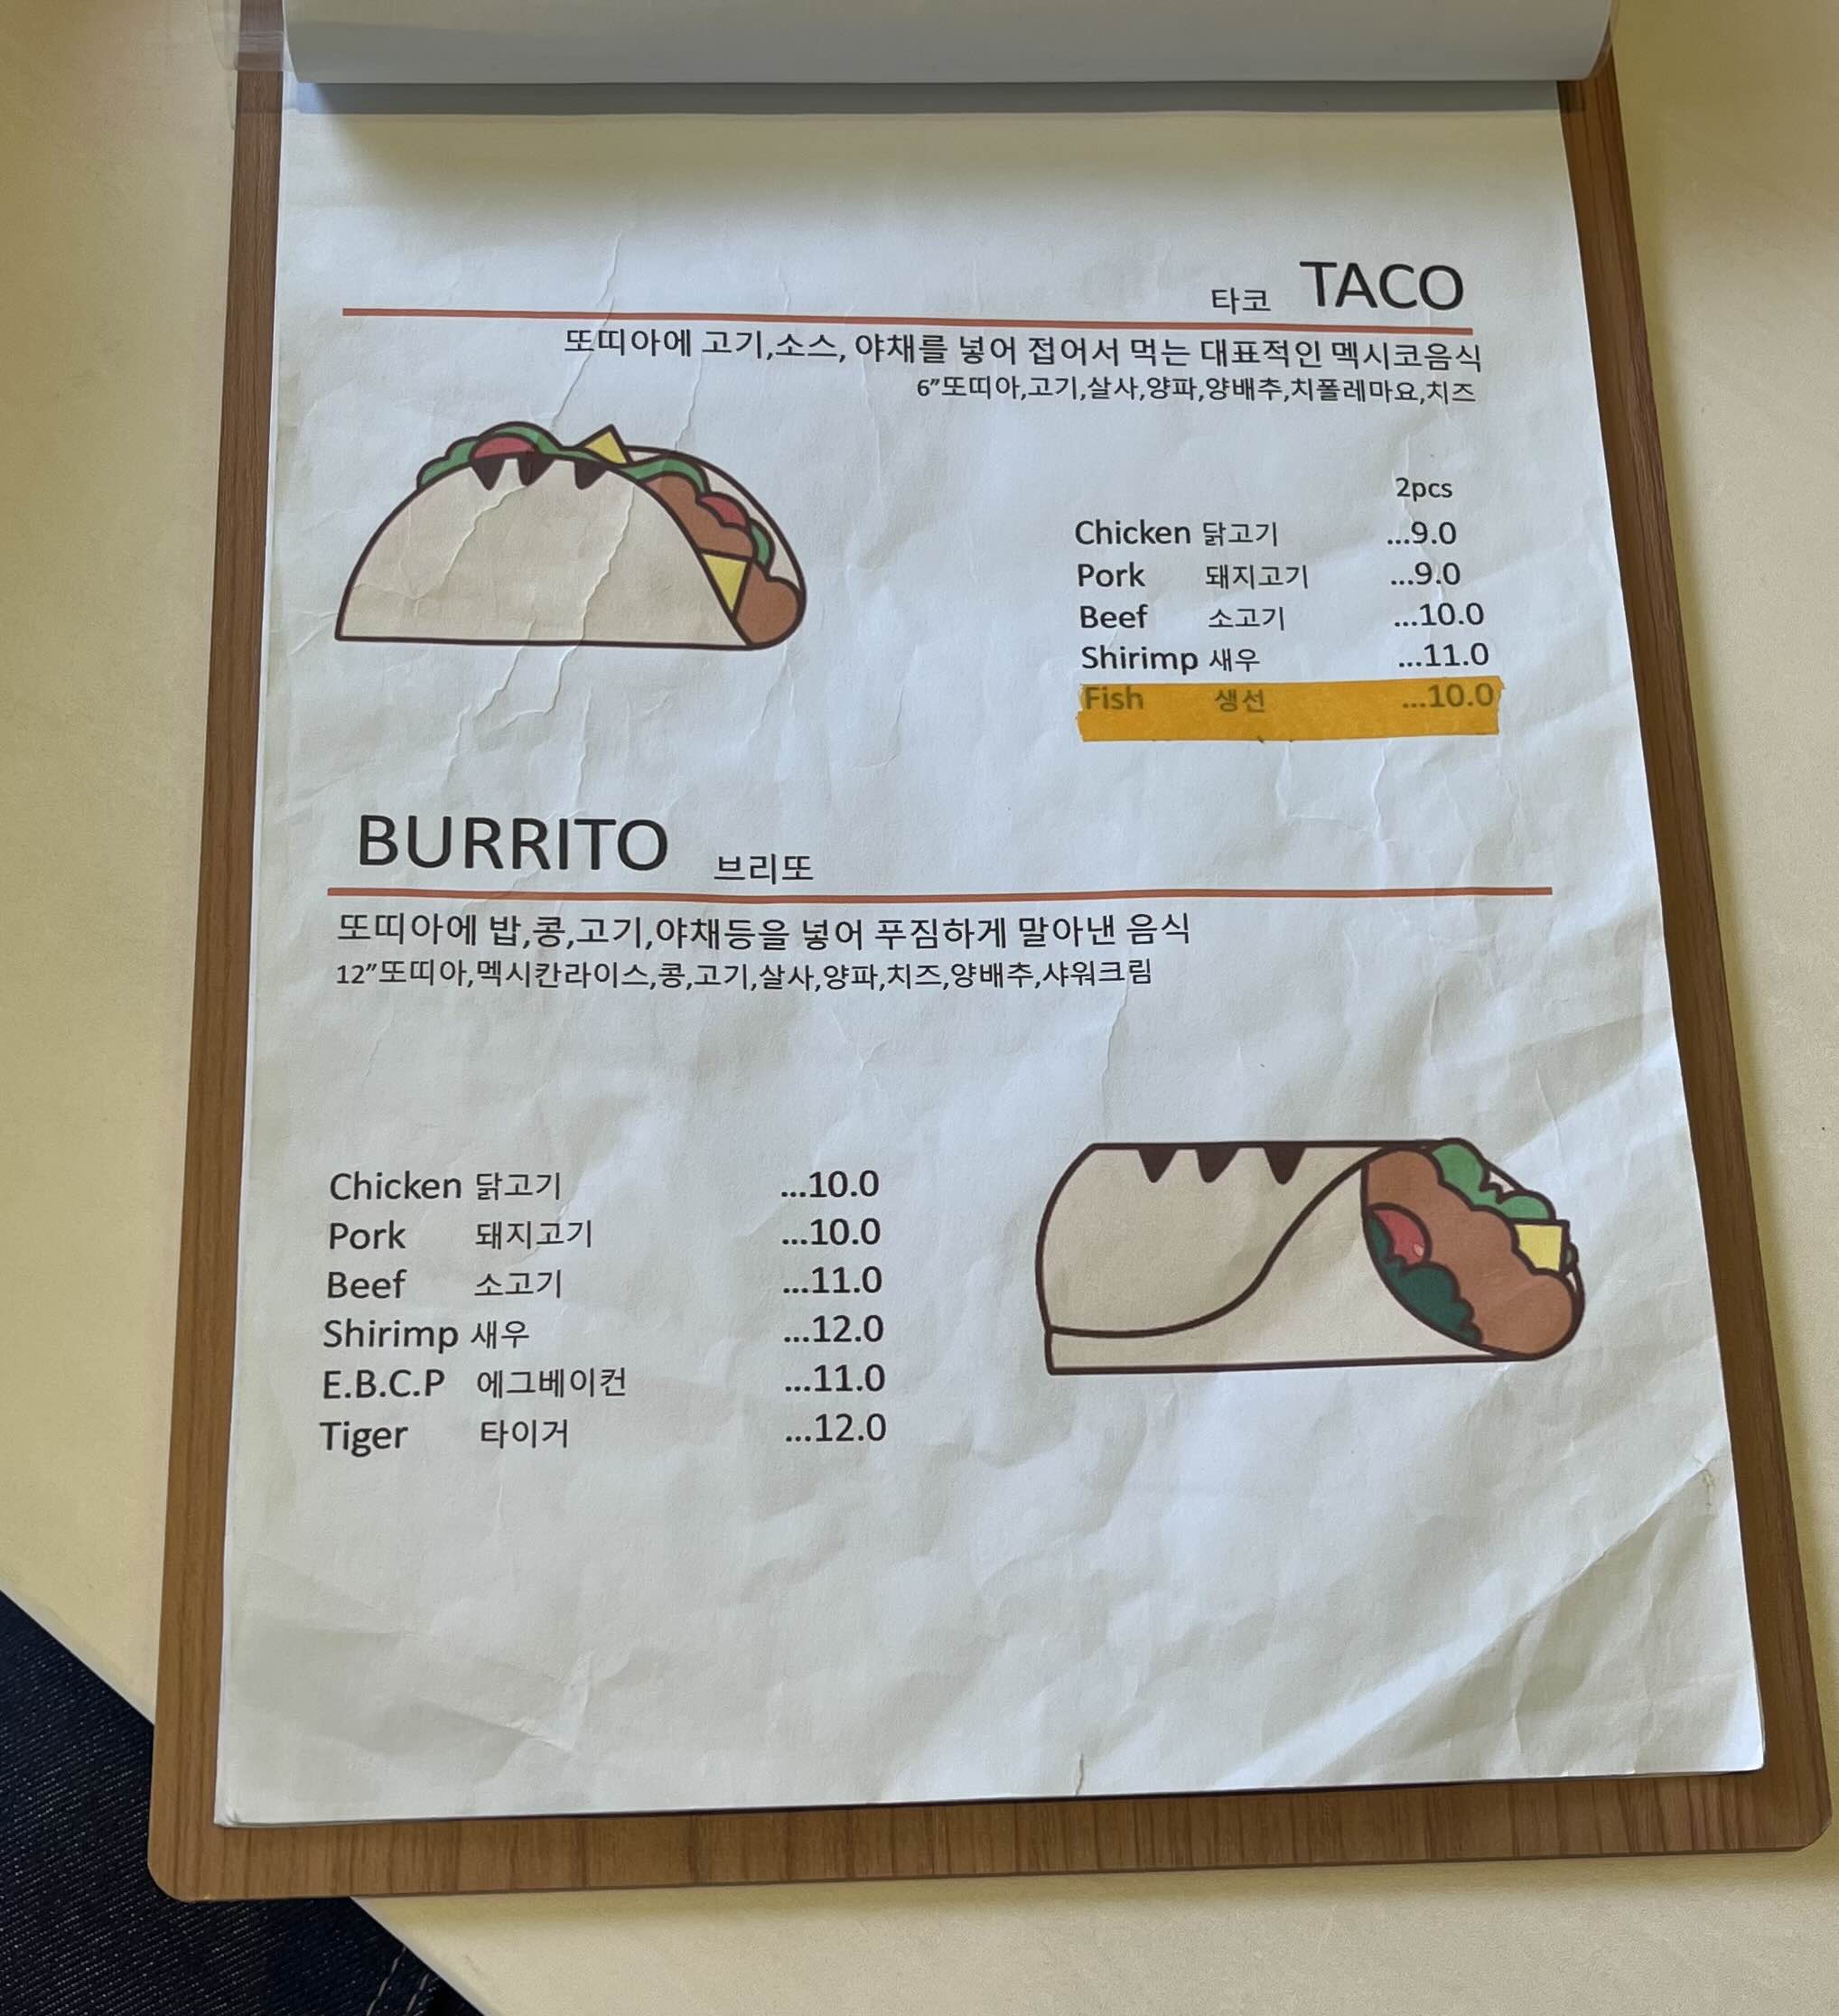 타코 TACO
또띠아에 고기,소스, 야채를 넣어 접어서 먹는 대표적인 멕시코음식
6”또띠아,고기,살사,양파,양배추,치폴레마요,치즈
2pcs
Chicken 닭고기 ...9.0
Pork 돼지고기 ...9.0
Beef 소고기 ...10.0
Shirimp 새우 ...11.0
Fish 생선 ...10.0
BURRITO 브리또
또띠아에 밥,콩,고기,야채등을 넣어 푸짐하게 말아낸 음식
12”또띠아,멕시칸라이스,콩,고기,살사,양파,치즈,양배추,샤워크림
Chicken 닭고기 ...10.0
Pork 돼지고기 ...10.0
Beef 소고기 ...11.0
Shirimp 새우 ...12.0
E.B.C.P 에그베이컨 ...11.0
Tiger 타이거 ...12.0